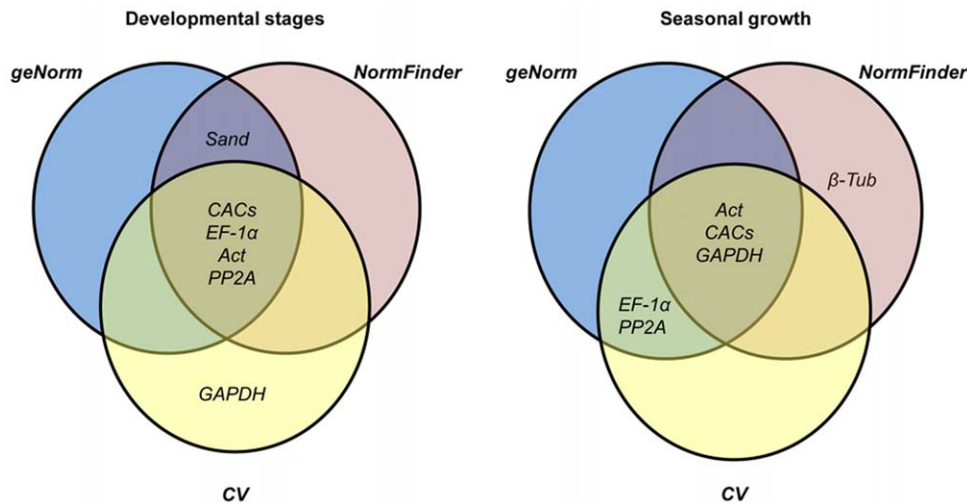 Developmental stages
geNorm
NormFinder
Sand
CACs
EF-1α
Act
PP2A
GAPDH
CV
Seasonal growth
geNorm
NormFinder
β-Tub
Act
CACs
GAPDH
EF-1α
PP2A
CV